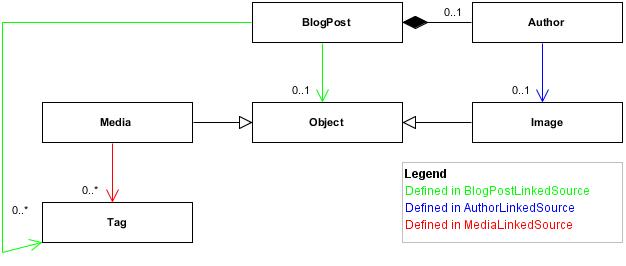 BlogPost
0..1
Author
0..1
0..1
Media
Object
Image
0..*
0..*
Tag
Legend
Defined in BlogPostLinkedSource
Defined in AuthorLinkedSource
Defined in MediaLinkedSource